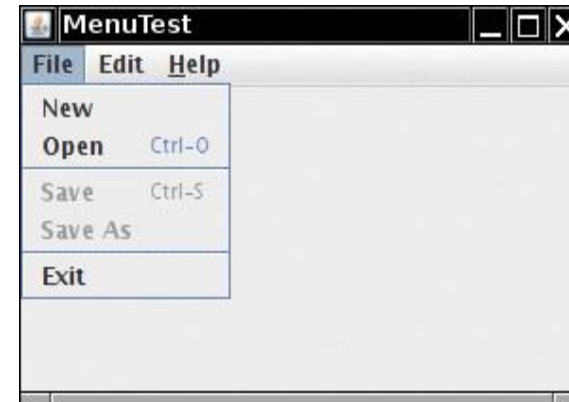 MenuTest
File Edit Help
New
Open Ctrl-O
Save Ctrl-S
Save As
Exit